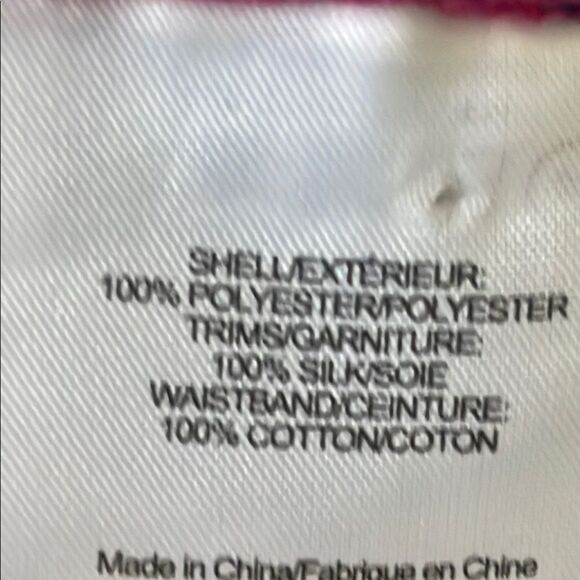 SHELL/EXTÉRIEUR:
100% POLYESTER/POLYESTER
TRIMS/GARNITURE:
100% SILK/SOIE
WAISTBAND/CEINTURE:
100% COTTON/COTON
Made in China/Fabrique en Chine